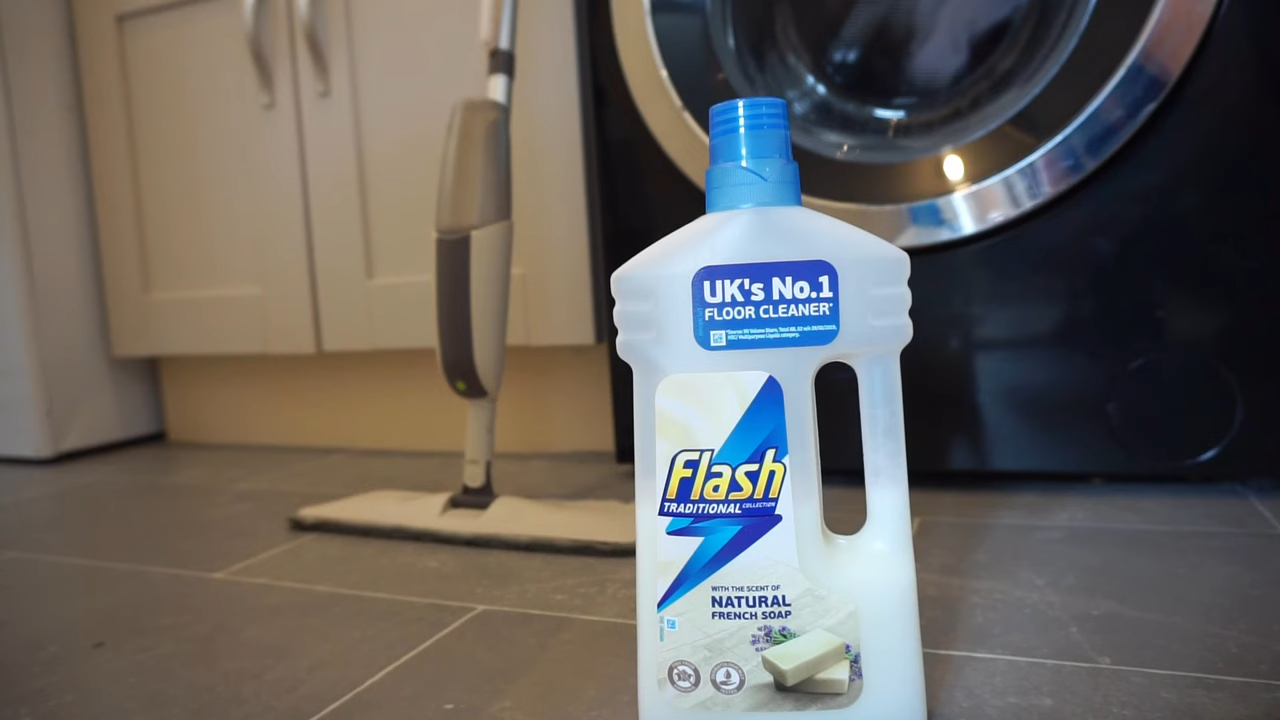 UK's No.1
FLOOR CLEANER*
Flash
TRADITIONAL COLLECTION
WITH THE SCENT OF
NATURAL
FRENCH SOAP